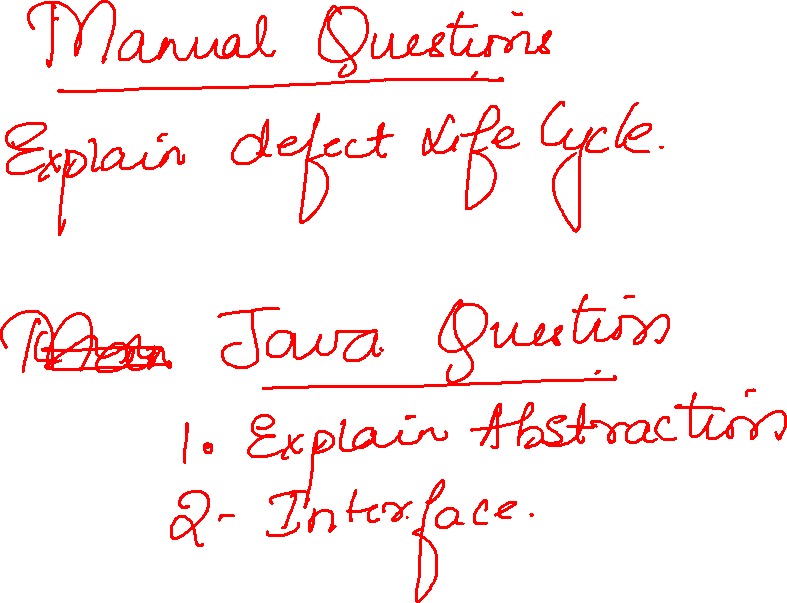 Manual Questions
Explain defect Life Cycle.
Java Question
1. Explain Abstraction
2- Interface.